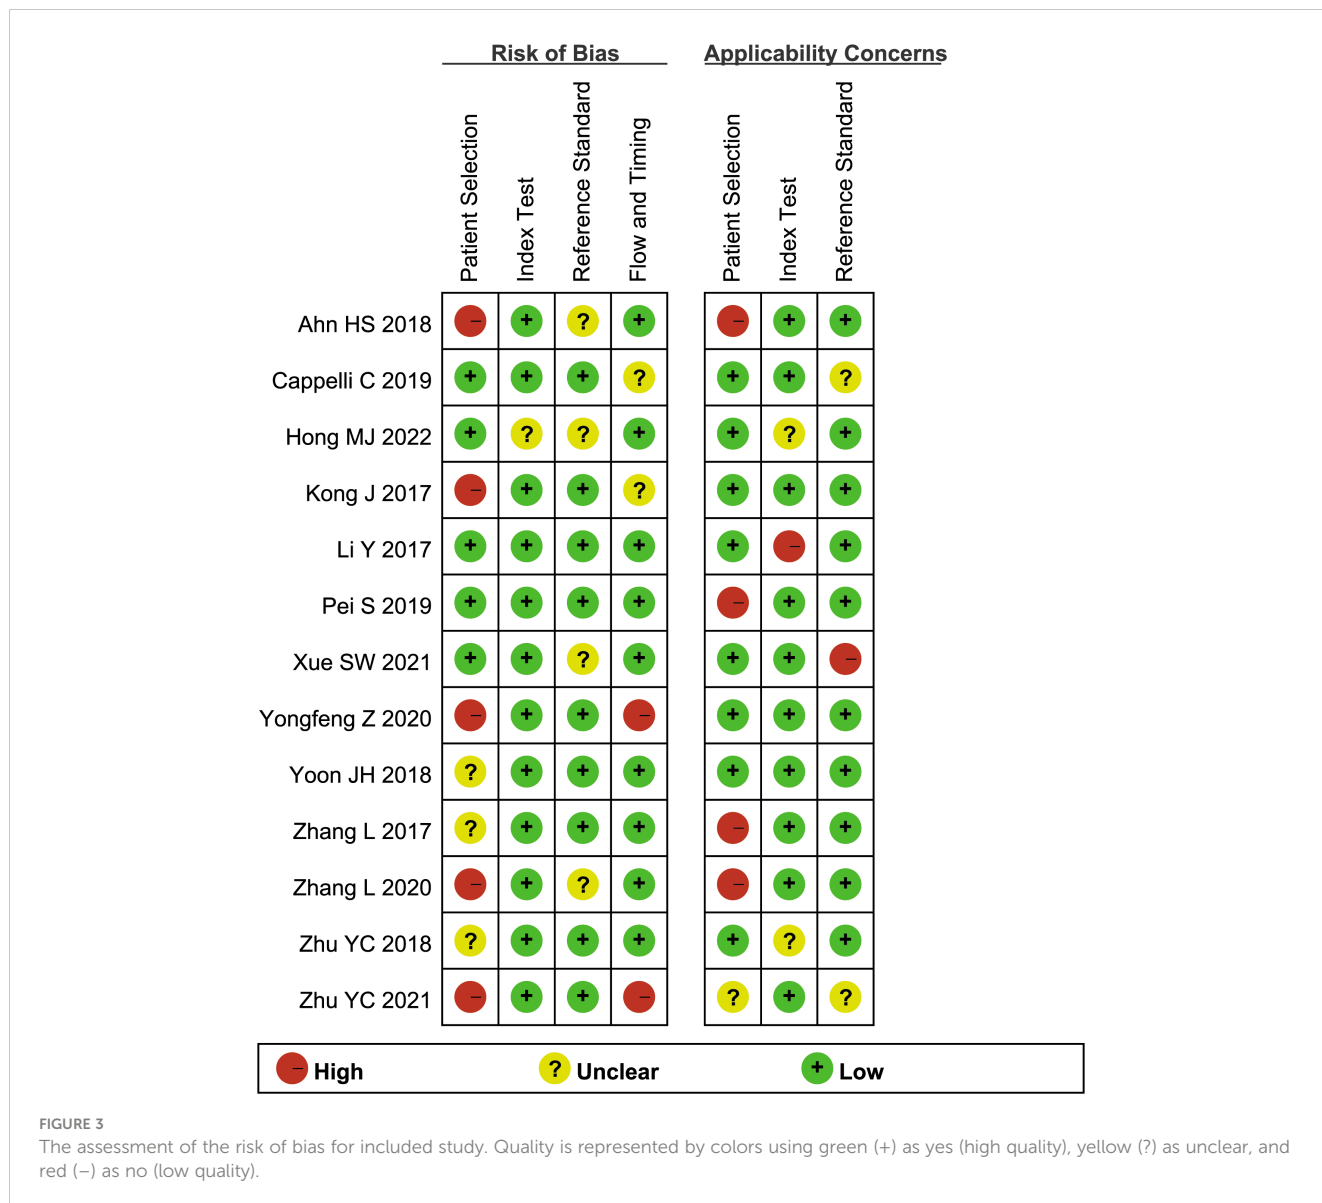 Risk of Bias
Applicability Concerns
Patient Selection
Index Test
Reference Standard
Flow and Timing
Patient Selection
Index Test
Reference Standard
Ahn HS 2018 – + ? + – + +
Cappelli C 2019 + + + ? + + ?
Hong MJ 2022 + ? ? + + ? +
Kong J 2017 – + + ? + + +
Li Y 2017 + + + + + – +
Pei S 2019 + + + + – + +
Xue SW 2021 + + ? + + + –
Yongfeng Z 2020 – + + – + + +
Yoon JH 2018 ? + + + + + +
Zhang L 2017 ? + + + – + +
Zhang L 2020 – + ? + – + +
Zhu YC 2018 ? + + + + ? +
Zhu YC 2021 – + + – ? + ?
– High ? Unclear + Low
FIGURE 3
The assessment of the risk of bias for included study. Quality is represented by colors using green (+) as yes (high quality), yellow (?) as unclear, and
red (−) as no (low quality).